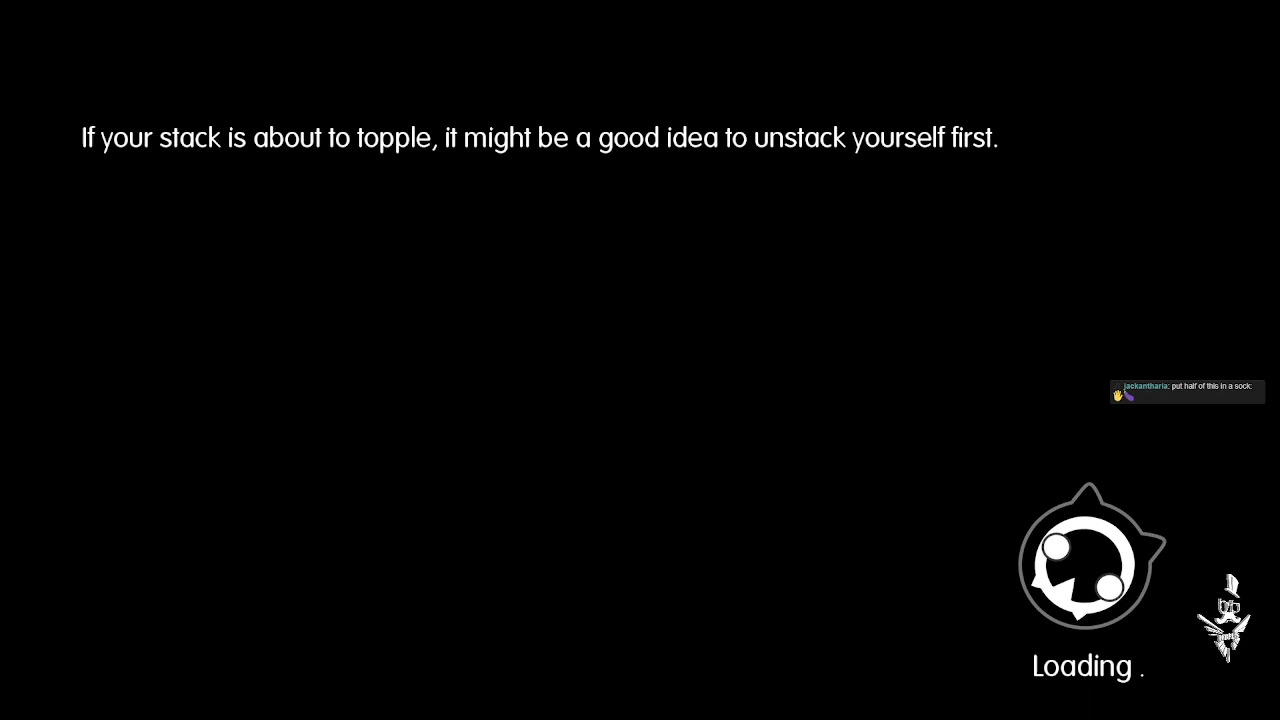 If your stack is about to topple, it might be a good idea to unstack yourself first.
jackantharia: put half of this in a sock:
🖐🍆
Loading .